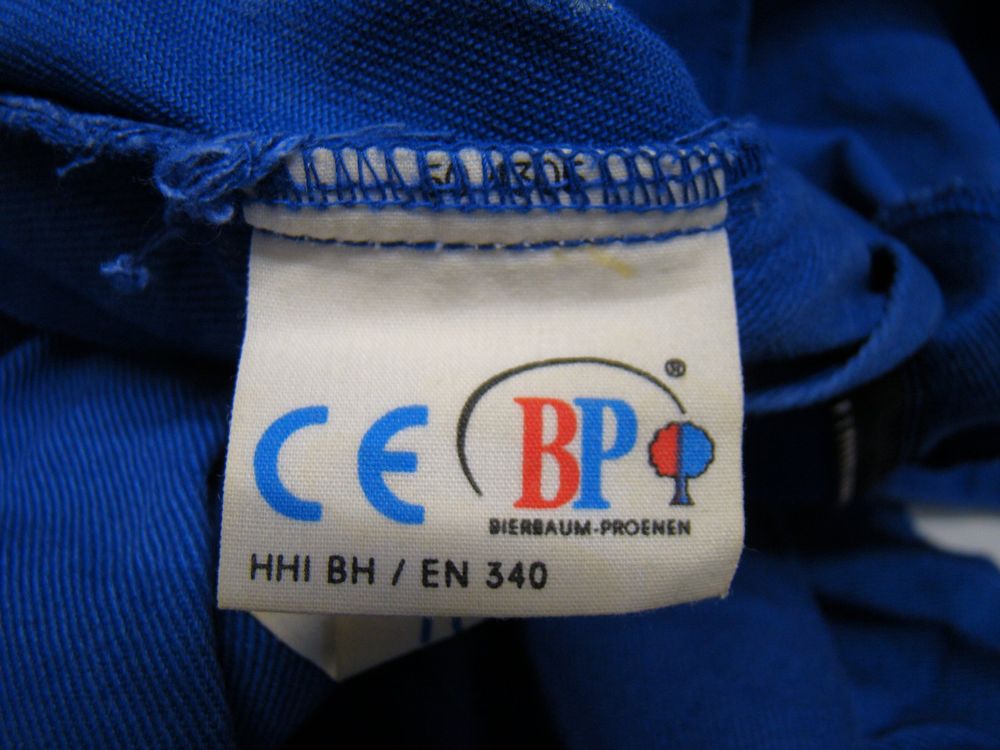 CE
BP ®
BIERBAUM-PROENEN
HHI BH / EN 340